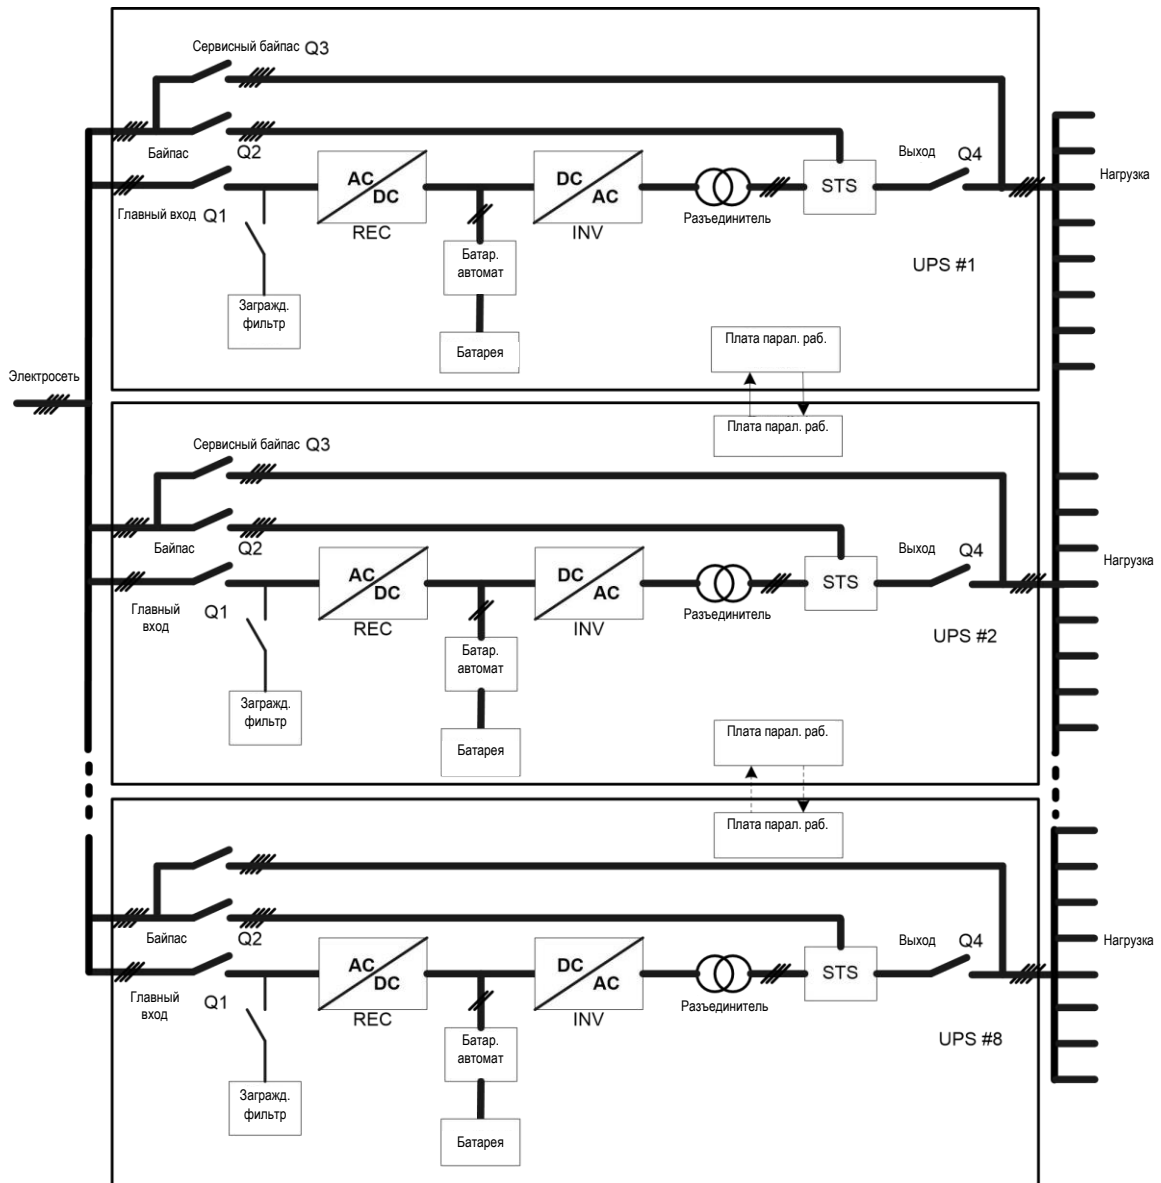 Сервисный байпас Q3
Байпас
Q2
Выход
Q4
Нагрузка
Главный вход
Q1
AC
DC
REC
DC
AC
INV
Разъединитель
STS
Батар.
автомат
UPS #1
Загражд.
фильтр
Батарея
Плата парал. раб.
Электросеть
Плата парал. раб.
Сервисный байпас Q3
Байпас
Q2
Выход
Q4
Нагрузка
Главный
вход
Q1
AC
DC
REC
DC
AC
INV
Разъединитель
STS
Батар.
автомат
UPS #2
Загражд.
фильтр
Батарея
Плата парал. раб.
Плата парал. раб.
Байпас
Q2
Выход
Q4
Нагрузка
Главный
вход
Q1
AC
DC
REC
DC
AC
INV
Разъединитель
STS
Батар.
автомат
UPS #8
Загражд.
фильтр
Батарея